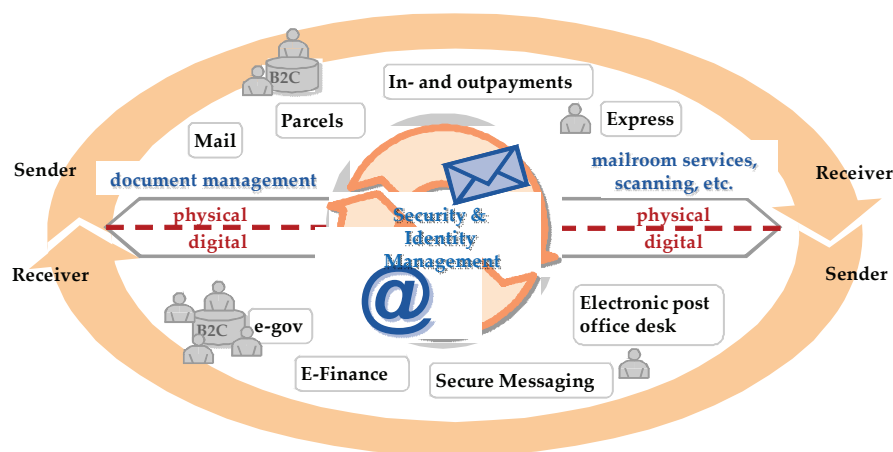 B2C
In- and outpayments
Parcels
Express
Mail
Sender
document management
mailroom services,
scanning, etc.
Receiver
physical
digital
Security &
Identity
Management
physical
digital
Receiver
Sender
@
B2C
e-gov
Electronic post
office desk
E-Finance
Secure Messaging